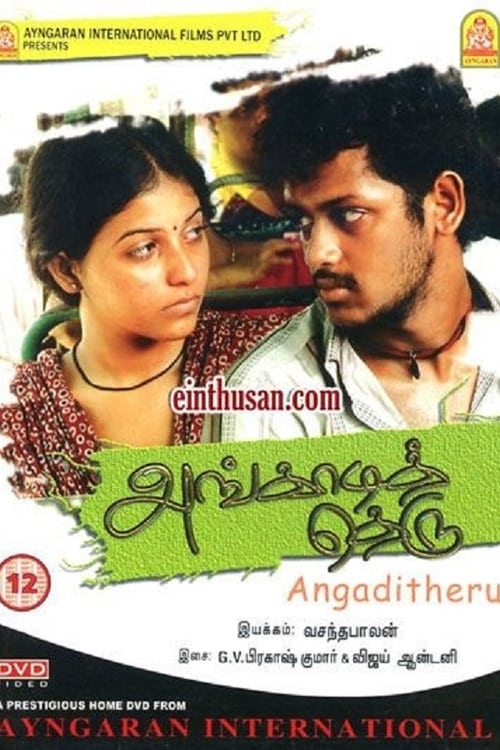 AYNGARAN INTERNATIONAL FILMS PVT LTD
PRESENTS
AYNGARAN
einthusan.com
அங்காடித்
தெரு
Angaditheru
12
இயக்கம்: வசந்தபாலன்
இசை: G.V.பிரகாஷ் குமார் & விஜய் ஆன்டனி
DVD
VIDEO
A PRESTIGIOUS HOME DVD FROM
AYNGARAN INTERNATIONAL